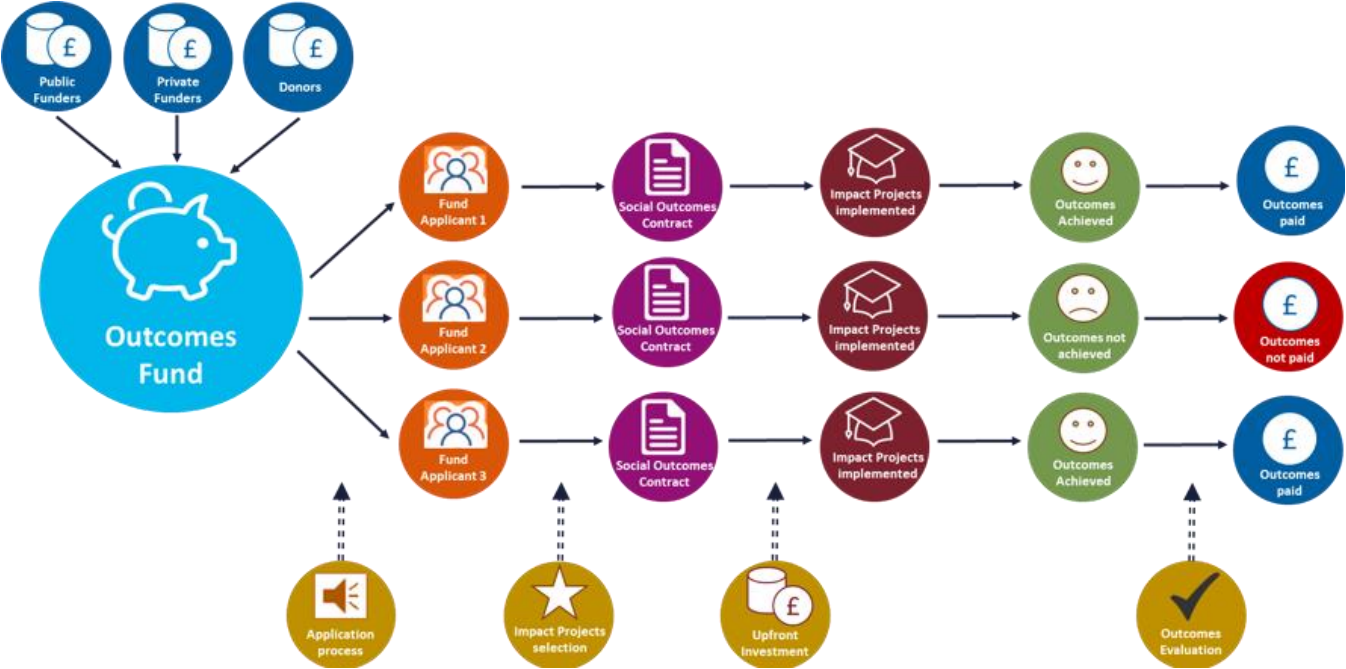 £
Public
Funders
£
Private
Funders
£
Donors
Outcomes
Fund
Fund
Applicant 1
Social Outcomes
Contract
Impact Projects
implemented
Outcomes
Achieved
£
Outcomes
paid
Fund
Applicant 2
Social Outcomes
Contract
Impact Projects
implemented
Outcomes not
achieved
£
Outcomes
not paid
Fund
Applicant 3
Social Outcomes
Contract
Impact Projects
implemented
Outcomes
Achieved
£
Outcomes
paid
Application
process
Impact Projects
selection
£
Upfront
Investment
Outcomes
Evaluation